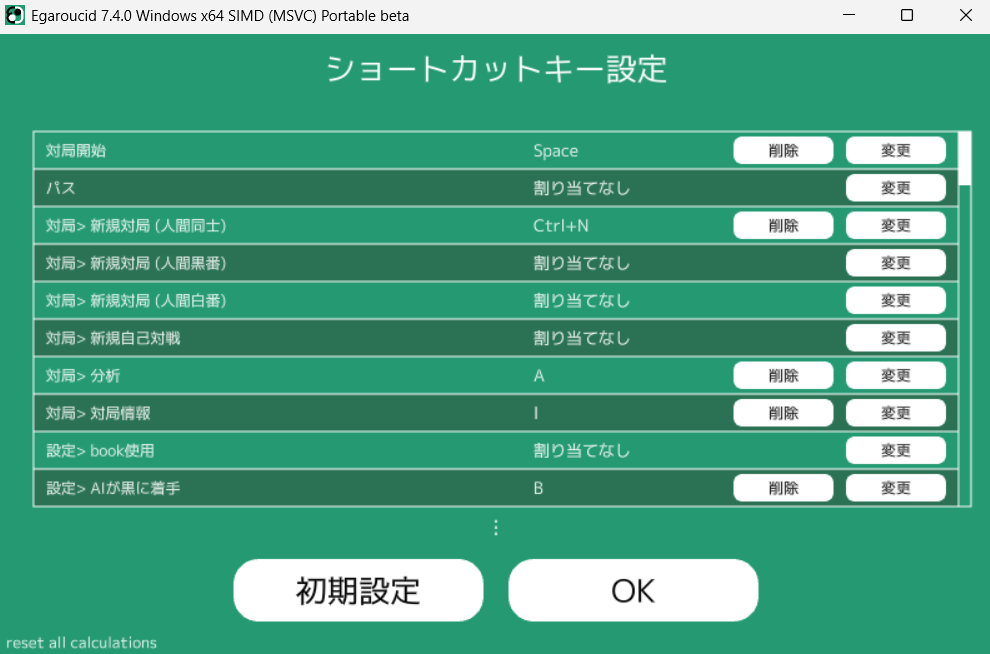 Egaroucid 7.4.0 Windows x64 SIMD (MSVC) Portable beta
ショートカットキー設定
対局開始 Space 削除 変更
パス 割り当てなし 変更
対局> 新規対局 (人間同士) Ctrl+N 削除 変更
対局> 新規対局 (人間黒番) 割り当てなし 変更
対局> 新規対局 (人間白番) 割り当てなし 変更
対局> 新規自己対戦 割り当てなし 変更
対局> 分析 A 削除 変更
対局> 対局情報 I 削除 変更
設定> book使用 割り当てなし 変更
設定> AIが黒に着手 B 削除 変更
⋮
初期設定 OK
reset all calculations